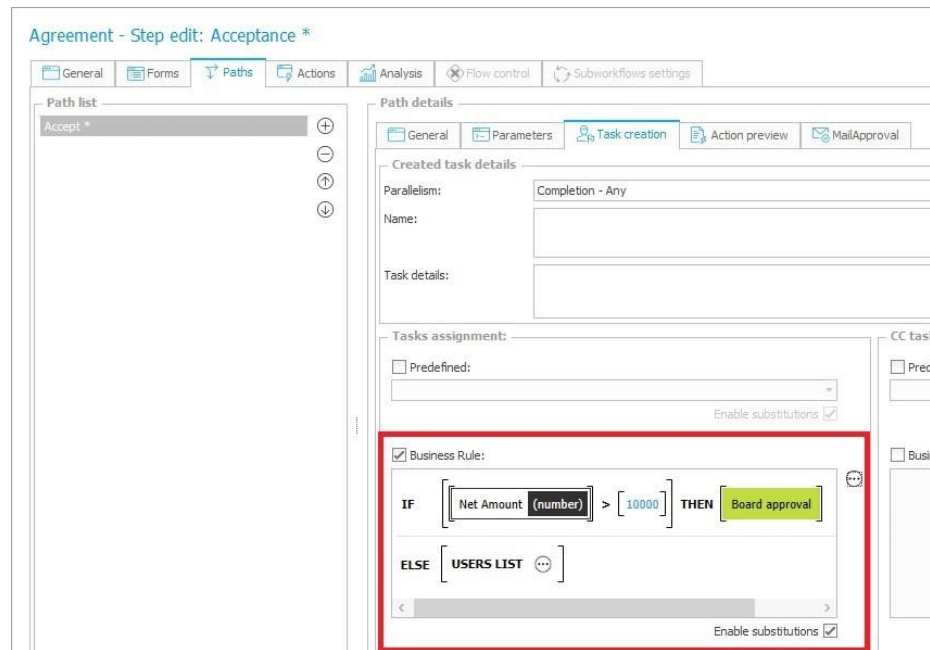 Agreement - Step edit: Acceptance *
General Forms Paths Actions Analysis Flow control Subworkflows settings
Path list
Accept *
Path details
General Parameters Task creation Action preview MailApproval
Created task details
Parallelism: Completion - Any
Name:
Task details:
Tasks assignment:
CC tas
Predefined:
Pred
Enable substitutions
Business Rule:
Busi
IF Net Amount (number) > 10000 THEN Board approval
ELSE USERS LIST
Enable substitutions